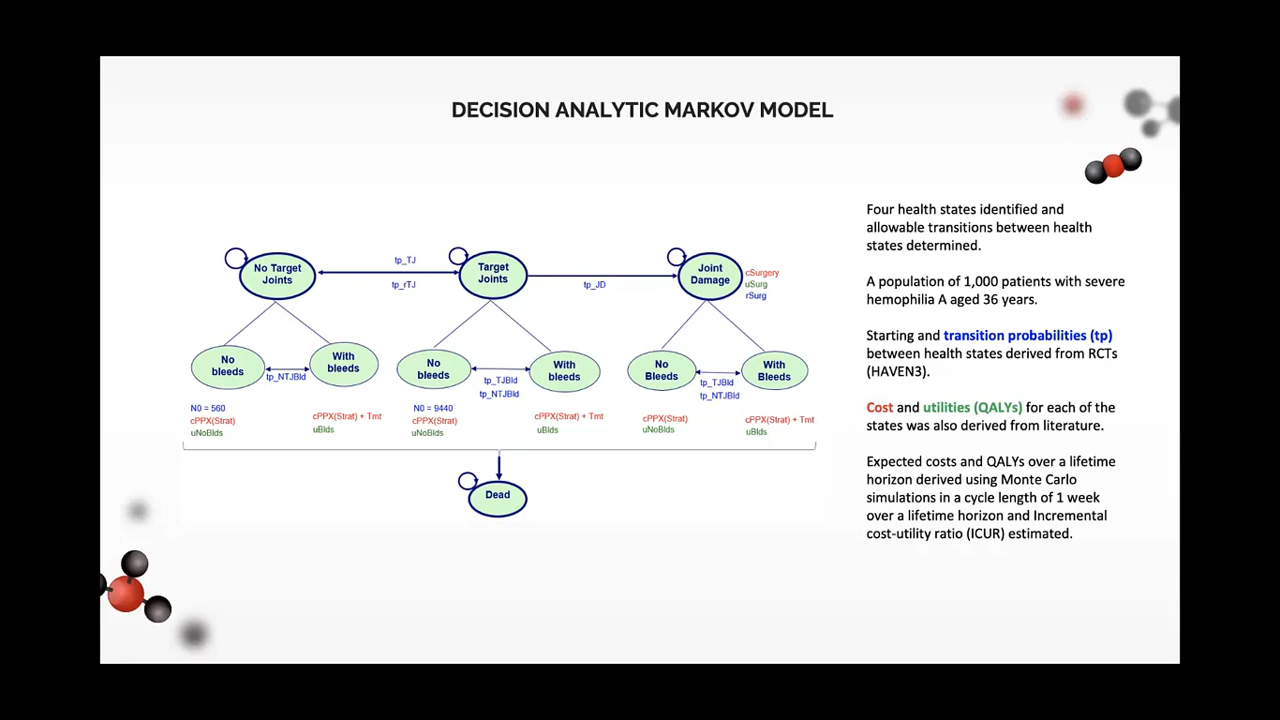 DECISION ANALYTIC MARKOV MODEL
No Target
Joints
tp_TJ
tp_rTJ
Target
Joints
tp_JD
Joint
Damage
cSurgery
uSurg
rSurg
No
bleeds
tp_NTJBld
With
bleeds
No
bleeds
tp_TJBld
tp_NTJBld
With
bleeds
No
Bleeds
tp_TJBld
tp_NTJBld
With
Bleeds
N0 = 560
cPPX(Strat)
uNoBlds
cPPX(Strat) + Tmt
uBlds
N0 = 9440
cPPX(Strat)
uNoBlds
cPPX(Strat) + Tmt
uBlds
cPPX(Strat)
uNoBlds
cPPX(Strat) + Tmt
uBlds
Dead
Four health states identified and
allowable transitions between health
states determined.
A population of 1,000 patients with severe
hemophilia A aged 36 years.
Starting and transition probabilities (tp)
between health states derived from RCTs
(HAVEN3).
Cost and utilities (QALYs) for each of the
states was also derived from literature.
Expected costs and QALYs over a lifetime
horizon derived using Monte Carlo
simulations in a cycle length of 1 week
over a lifetime horizon and Incremental
cost-utility ratio (ICUR) estimated.